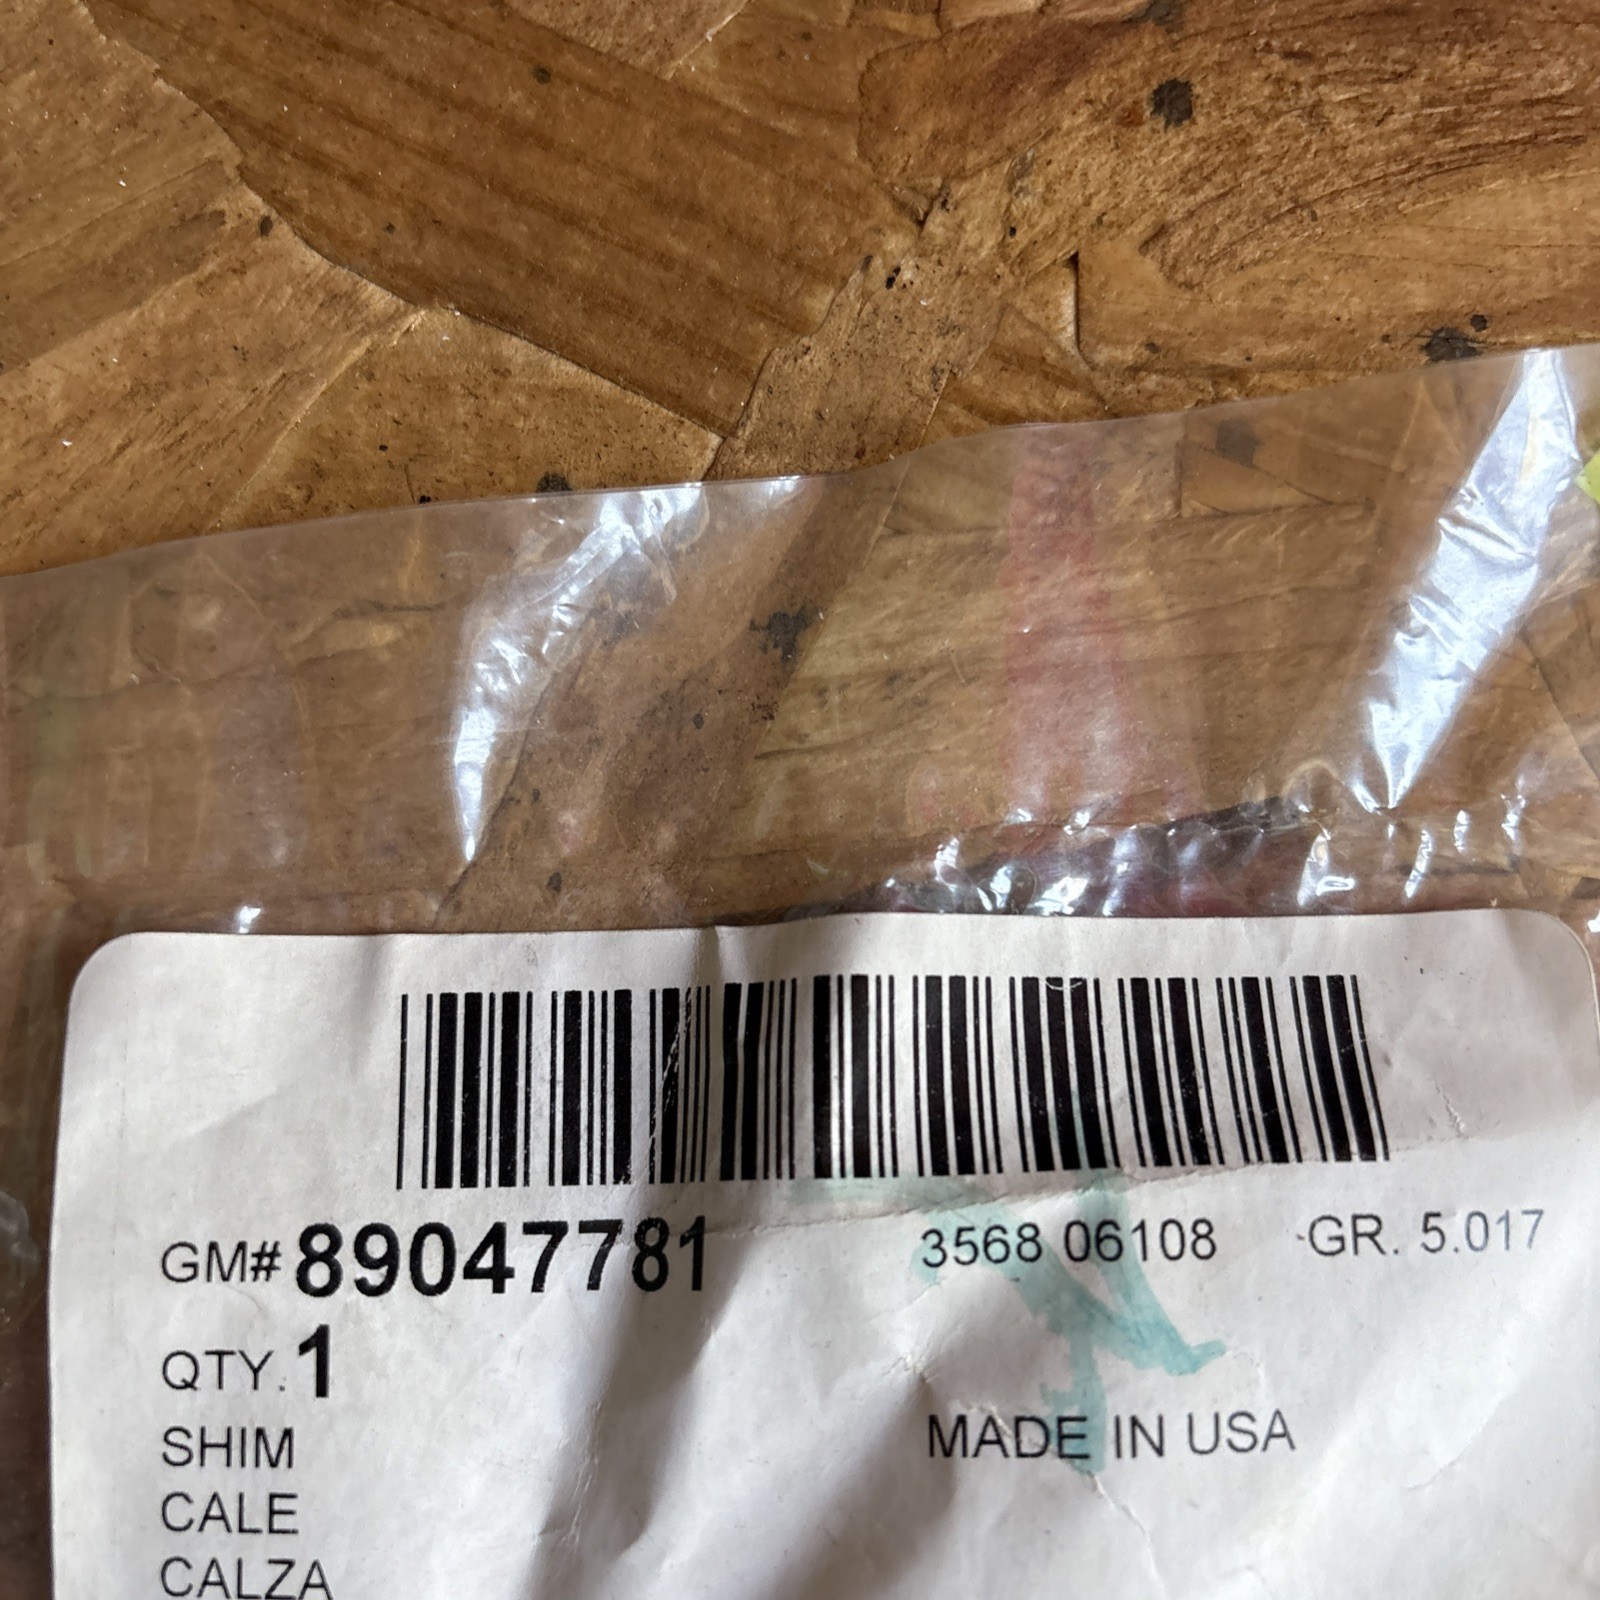 GM# 89047781 3568 06108 GR. 5.017
QTY. 1
SHIM MADE IN USA
CALE
CALZA